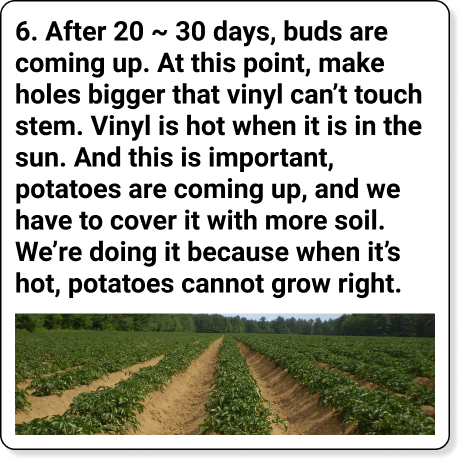 6. After 20 ~ 30 days, buds are
coming up. At this point, make
holes bigger that vinyl can’t touch
stem. Vinyl is hot when it is in the
sun. And this is important,
potatoes are coming up, and we
have to cover it with more soil.
We’re doing it because when it’s
hot, potatoes cannot grow right.